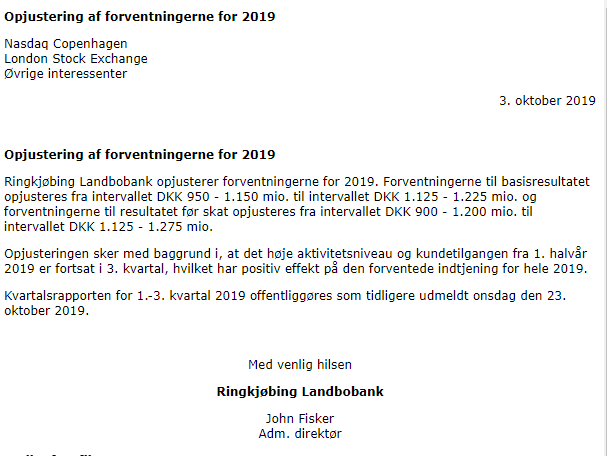 Opjustering af forventningerne for 2019
Nasdaq Copenhagen
London Stock Exchange
Øvrige interessenter
3. oktober 2019
Opjustering af forventningerne for 2019
Ringkjøbing Landbobank opjusterer forventningerne for 2019. Forventningerne til basisresultatet
opjusteres fra intervallet DKK 950 - 1.150 mio. til intervallet DKK 1.125 - 1.225 mio. og
forventningerne til resultatet før skat opjusteres fra intervallet DKK 900 - 1.200 mio. til
intervallet DKK 1.125 - 1.275 mio.
Opjusteringen sker med baggrund i, at det høje aktivitetsniveau og kundetilgangen fra 1. halvår
2019 er fortsat i 3. kvartal, hvilket har positiv effekt på den forventede indtjening for hele 2019.
Kvartalsrapporten for 1.-3. kvartal 2019 offentliggøres som tidligere udmeldt onsdag den 23.
oktober 2019.
Med venlig hilsen
Ringkjøbing Landbobank
John Fisker
Adm. direktør